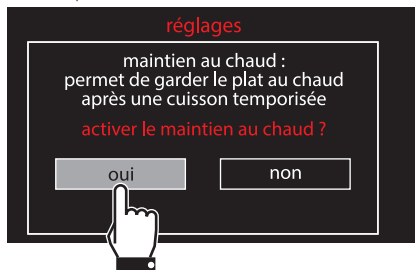 réglages
maintien au chaud :
permet de garder le plat au chaud
après une cuisson temporisée
activer le maintien au chaud ?
oui
non